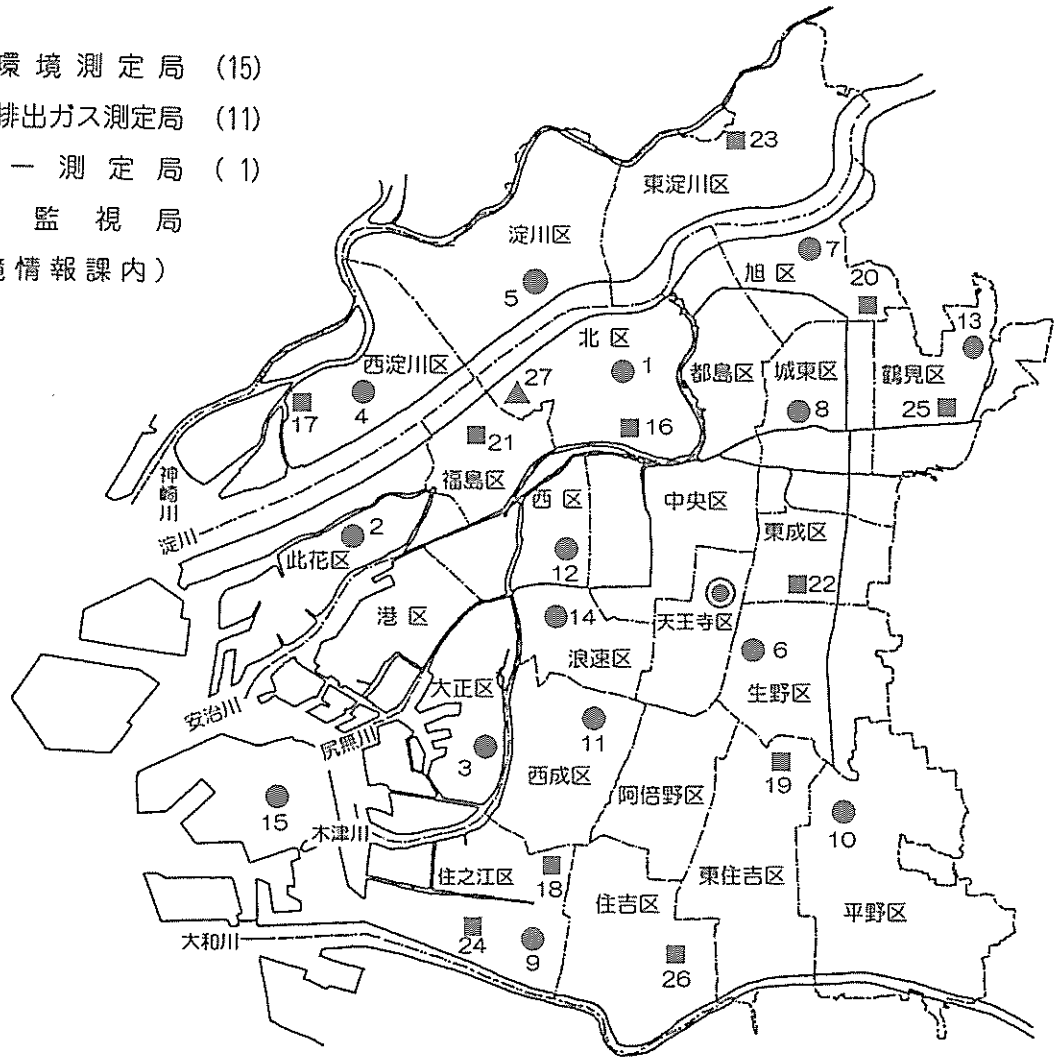 環境測定局 (15)
排出ガス測定局 (11)
ー測定局 (1)
監視局
境情報課内)
23
東淀川区
淀川区
5
7
旭区
20
13
北区
1
西淀川区
4
17
27
都島区
城東区
8
鶴見区
25
21
16
福島区
神崎川
淀川
2
此花区
西区
12
中央区
東成区
22
港区
14
天王寺区
浪速区
6
生野区
安治川
大正区
尻無川
3
11
西成区
阿倍野区
19
15
木津川
10
住之江区
18
住吉区
東住吉区
平野区
大和川
24
9
26